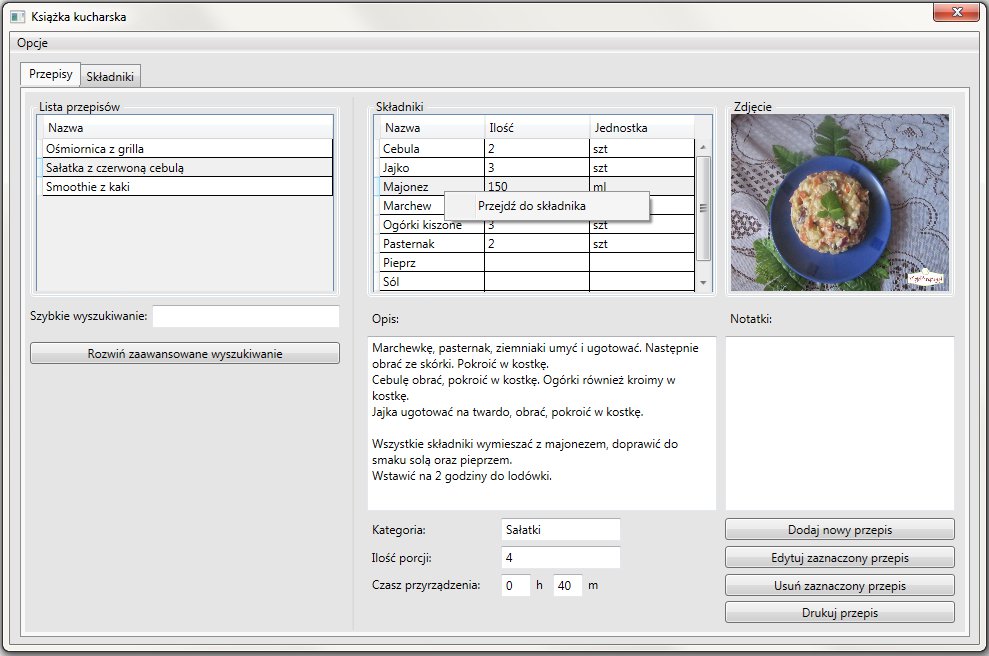 Książka kucharska
Opcje
Przepisy Składniki
Lista przepisów
Nazwa
Ośmiornica z grilla
Sałatka z czerwoną cebulą
Smoothie z kaki
Szybkie wyszukiwanie:
Rozwiń zaawansowane wyszukiwanie
Składniki
Nazwa Ilość Jednostka
Cebula 2 szt
Jajko 3 szt
Majonez 150 ml
Marchew
Przejdź do składnika
Ogórki kiszone 3 szt
Pasternak 2 szt
Pieprz
Sól
Zdjęcie
Opis:
Marchewkę, pasternak, ziemniaki umyć i ugotować. Następnie
obrać ze skórki. Pokroić w kostkę.
Cebulę obrać, pokroić w kostkę. Ogórki również kroimy w
kostkę.
Jajka ugotować na twardo, obrać, pokroić w kostkę.
Wszystkie składniki wymieszać z majonezem, doprawić do
smaku solą oraz pieprzem.
Wstawić na 2 godziny do lodówki.
Notatki:
Kategoria: Sałatki
Ilość porcji: 4
Czasz przyrządzenia: 0 h 40 m
Dodaj nowy przepis
Edytuj zaznaczony przepis
Usuń zaznaczony przepis
Drukuj przepis